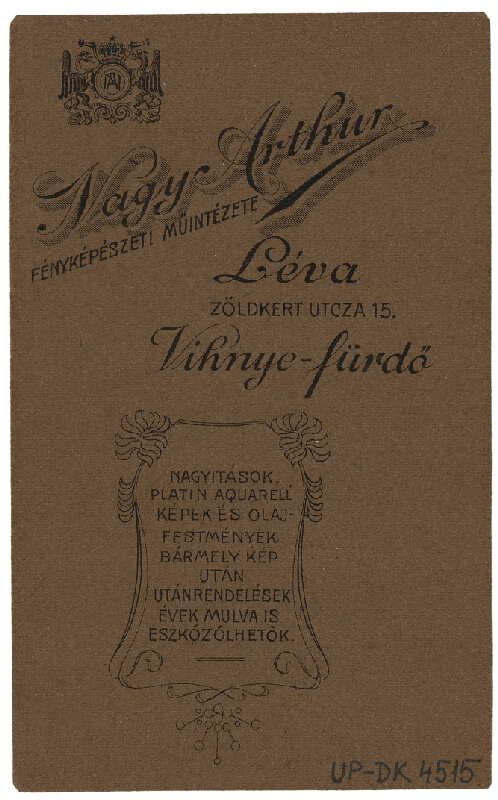 Nagy Arthur
FÉNYKÉPÉSZETI MŰINTÉZETE
Léva
ZÖLDKERT UTCZA 15.
Vihnye-fürdő
NAGYITÁSOK,
PLATIN AQUARELL
KÉPEK ÉS OLAJ-
FESTMÉNYEK
BÁRMELY KÉP
UTÁN
UTÁNRENDELÉSEK
ÉVEK MULVA IS
ESZKÖZÖLHETŐK.
UP-DK 4515